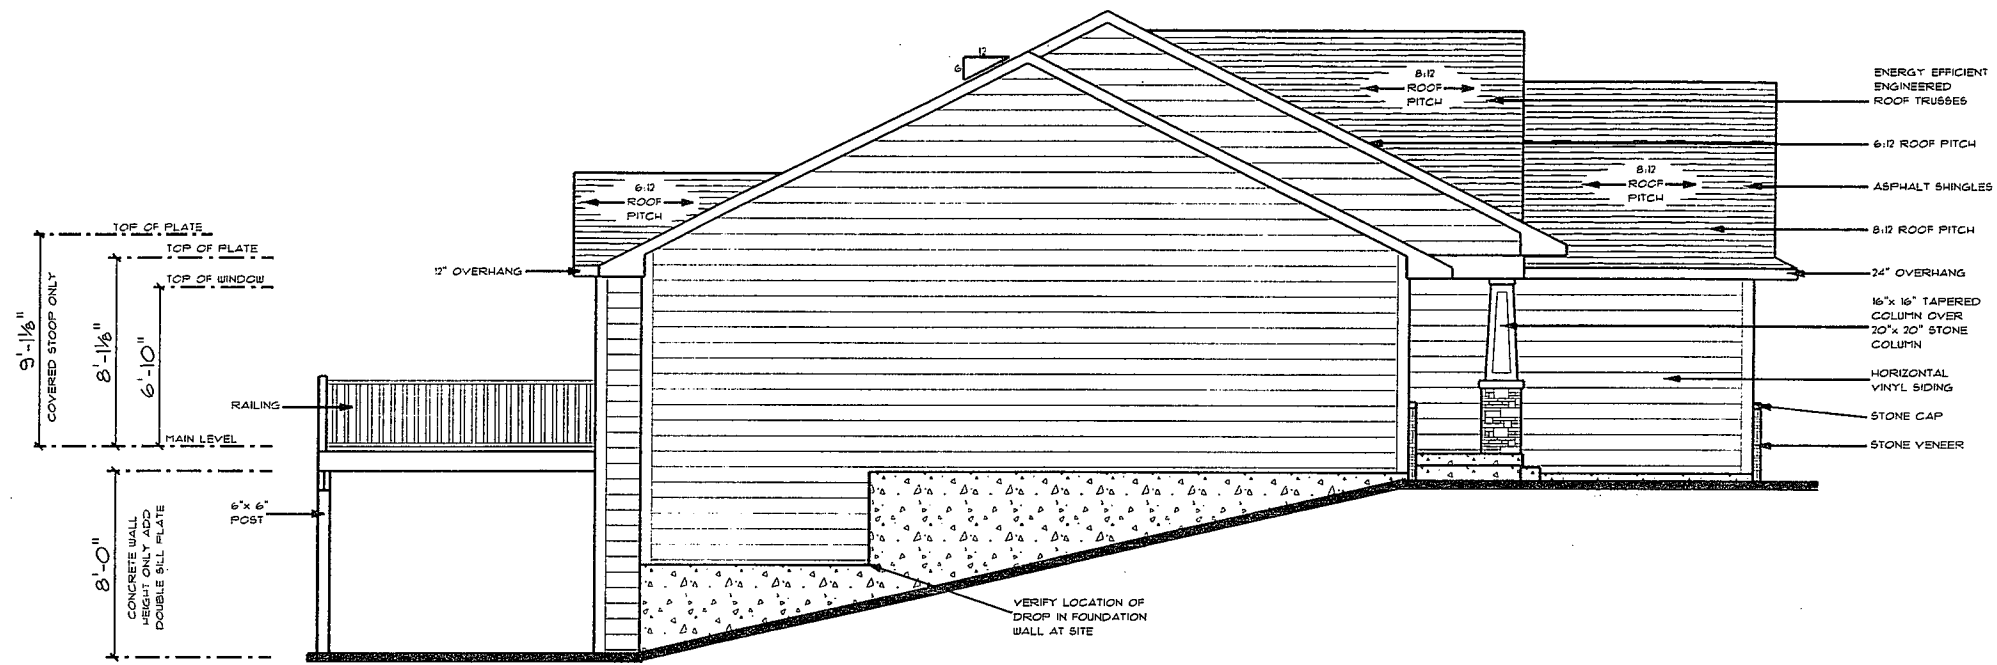 12
6
8:12
ROOF
PITCH
8:12
ROOF
PITCH
6:12
ROOF
PITCH
ENERGY EFFICIENT
ENGINEERED
ROOF TRUSSES
6:12 ROOF PITCH
ASPHALT SHINGLES
8:12 ROOF PITCH
24" OVERHANG
16"x 16" TAPERED
COLUMN OVER
20"x 20" STONE
COLUMN
HORIZONTAL
VINYL SIDING
STONE CAP
STONE VENEER
TOP OF PLATE
TOP OF PLATE
TOP OF WINDOW
12" OVERHANG
9'-1 1/8"
COVERED STOOP ONLY
8'-1 1/8"
6'-10"
RAILING
MAIN LEVEL
6"x 6"
POST
8'-0"
CONCRETE WALL
HEIGHT ONLY ADD
DOUBLE SILL PLATE
VERIFY LOCATION OF
DROP IN FOUNDATION
WALL AT SITE